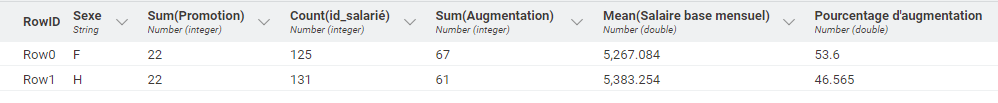 RowID Sexe Sum(Promotion) Count(id_salarié) Sum(Augmentation) Mean(Salaire base mensuel) Pourcentage d'augmentation
String Number (integer) Number (integer) Number (integer) Number (double) Number (double)
Row0 F 22 125 67 5,267.084 53.6
Row1 H 22 131 61 5,383.254 46.565